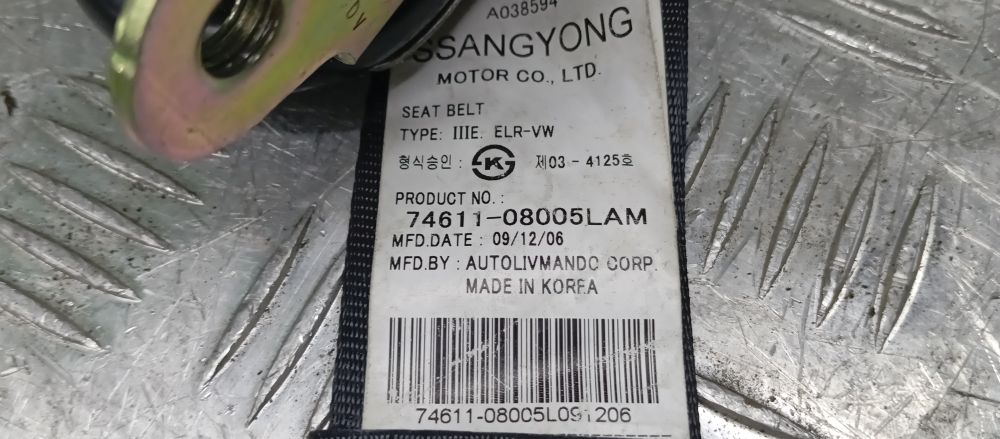 A038594
SSANGYONG
MOTOR CO., LTD.
SEAT BELT
TYPE: IIIE. ELR-VW
형식승인 : K 제03 - 4125호
PRODUCT NO. :
74611-08005LAM
MFD.DATE : 09/12/06
MFD.BY : AUTOLIVMANDO CORP.
MADE IN KOREA
74611-08005L091206